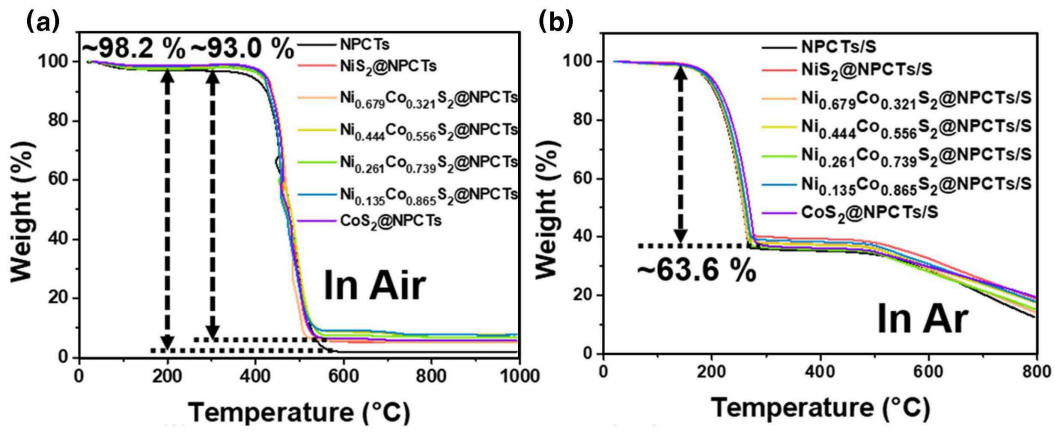 (a)
~98.2 % ~93.0 %
NPCTs
NiS₂@NPCTs
Ni₀.₆₇₉Co₀.₃₂₁S₂@NPCTs
Ni₀.₄₄₄Co₀.₅₅₆S₂@NPCTs
Ni₀.₂₆₁Co₀.₇₃₉S₂@NPCTs
Ni₀.₁₃₅Co₀.₈₆₅S₂@NPCTs
CoS₂@NPCTs
In Air
Weight (%)
100
80
60
40
20
0
0 200 400 600 800 1000
Temperature (°C)
(b)
NPCTs/S
NiS₂@NPCTs/S
Ni₀.₆₇₉Co₀.₃₂₁S₂@NPCTs/S
Ni₀.₄₄₄Co₀.₅₅₆S₂@NPCTs/S
Ni₀.₂₆₁Co₀.₇₃₉S₂@NPCTs/S
Ni₀.₁₃₅Co₀.₈₆₅S₂@NPCTs/S
CoS₂@NPCTs/S
~63.6 %
In Ar
Weight (%)
100
80
60
40
20
0
0 200 400 600 800
Temperature (°C)